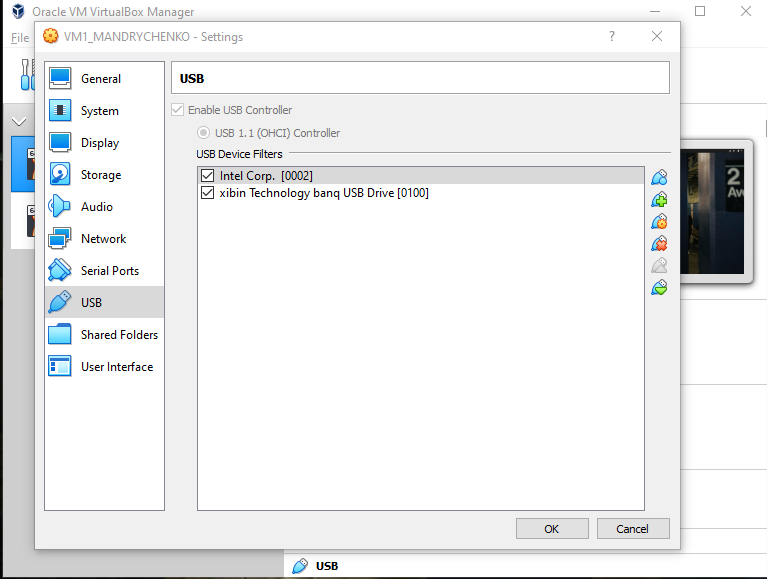 Oracle VM VirtualBox Manager
File
VM1_MANDRYCHENKO - Settings
?
General
System
Display
Storage
Audio
Network
Serial Ports
USB
Shared Folders
User Interface
USB
Enable USB Controller
USB 1.1 (OHCI) Controller
USB Device Filters
Intel Corp.  [0002]
xibin Technology banq USB Drive [0100]
OK
Cancel
2
Av
USB